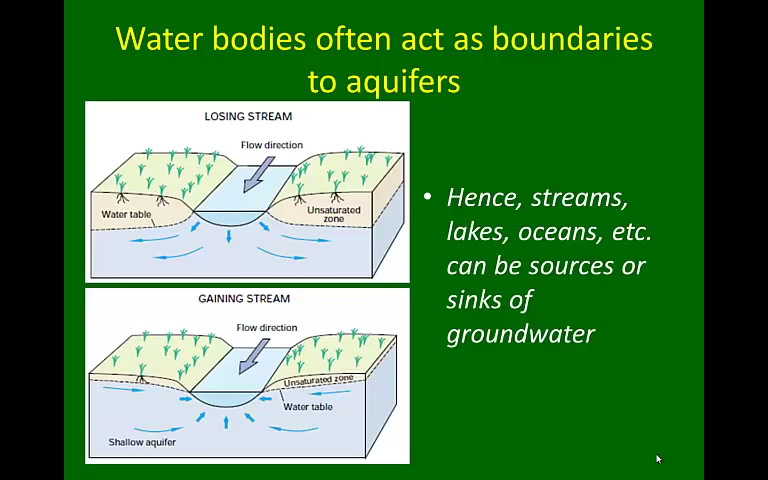 Water bodies often act as boundaries
to aquifers
LOSING STREAM
Flow direction
Water table
Unsaturated
zone
GAINING STREAM
Flow direction
Unsaturated zone
Water table
Shallow aquifer
• Hence, streams,
lakes, oceans, etc.
can be sources or
sinks of
groundwater